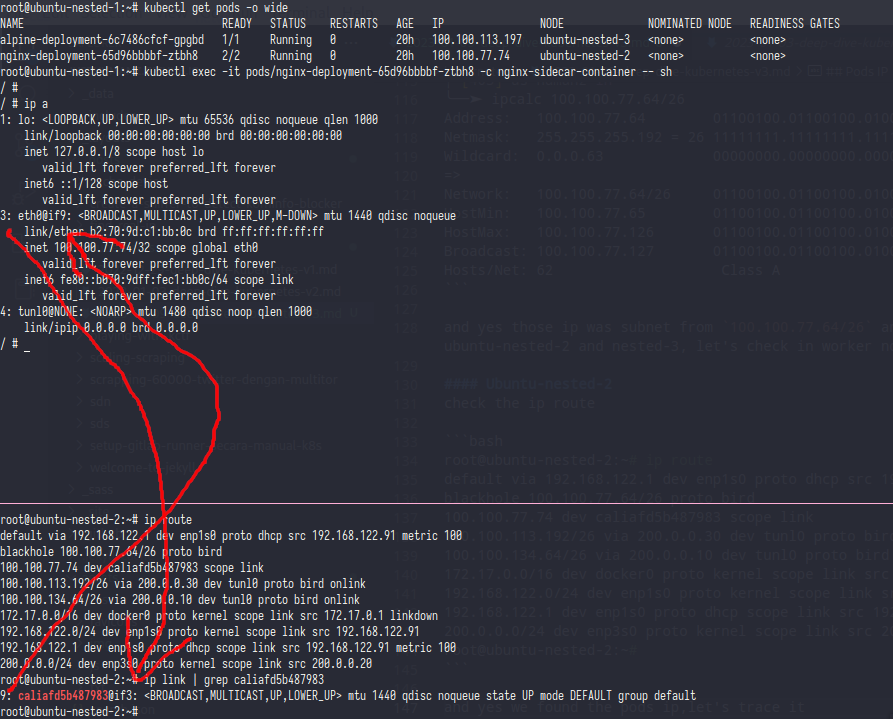 root@ubuntu-nested-1:~# kubectl get pods -o wide
NAME READY STATUS RESTARTS AGE IP NODE NOMINATED NODE READINESS GATES
alpine-deployment-6c7486cfcf-gpgbd 1/1 Running 0 20h 100.100.113.197 ubuntu-nested-3 <none> <none>
nginx-deployment-65d96bbbbf-ztbh8 2/2 Running 0 20h 100.100.77.74 ubuntu-nested-2 <none> <none>
root@ubuntu-nested-1:~# kubectl exec -it pods/nginx-deployment-65d96bbbbf-ztbh8 -c nginx-sidecar-container -- sh
/ #
/ # ip a
1: lo: <LOOPBACK,UP,LOWER_UP> mtu 65536 qdisc noqueue qlen 1000
link/loopback 00:00:00:00:00:00 brd 00:00:00:00:00:00
inet 127.0.0.1/8 scope host lo
valid_lft forever preferred_lft forever
inet6 ::1/128 scope host
valid_lft forever preferred_lft forever
3: eth0@if9: <BROADCAST,MULTICAST,UP,LOWER_UP,M-DOWN> mtu 1440 qdisc noqueue
link/ether b2:70:9d:c1:bb:0c brd ff:ff:ff:ff:ff:ff
inet 100.100.77.74/32 scope global eth0
valid_lft forever preferred_lft forever
inet6 fe80::b070:9dff:fec1:bb0c/64 scope link
valid_lft forever preferred_lft forever
4: tunl0@NONE: <NOARP> mtu 1480 qdisc noop qlen 1000
link/ipip 0.0.0.0 brd 0.0.0.0
/ # _
root@ubuntu-nested-2:~# ip route
default via 192.168.122.1 dev enp1s0 proto dhcp src 192.168.122.91 metric 100
blackhole 100.100.77.64/26 proto bird
100.100.77.74 dev caliafd5b487983 scope link
100.100.113.192/26 via 200.0.0.30 dev tunl0 proto bird onlink
100.100.134.64/26 via 200.0.0.10 dev tunl0 proto bird onlink
172.17.0.0/16 dev docker0 proto kernel scope link src 172.17.0.1 linkdown
192.168.122.0/24 dev enp1s0 proto kernel scope link src 192.168.122.91
192.168.122.1 dev enp1s0 proto dhcp scope link src 192.168.122.91 metric 100
200.0.0.0/24 dev enp3s0 proto kernel scope link src 200.0.0.20
root@ubuntu-nested-2:~# ip link | grep caliafd5b487983
9: caliafd5b487983@if3: <BROADCAST,MULTICAST,UP,LOWER_UP> mtu 1440 qdisc noqueue state UP mode DEFAULT group default
root@ubuntu-nested-2:~#